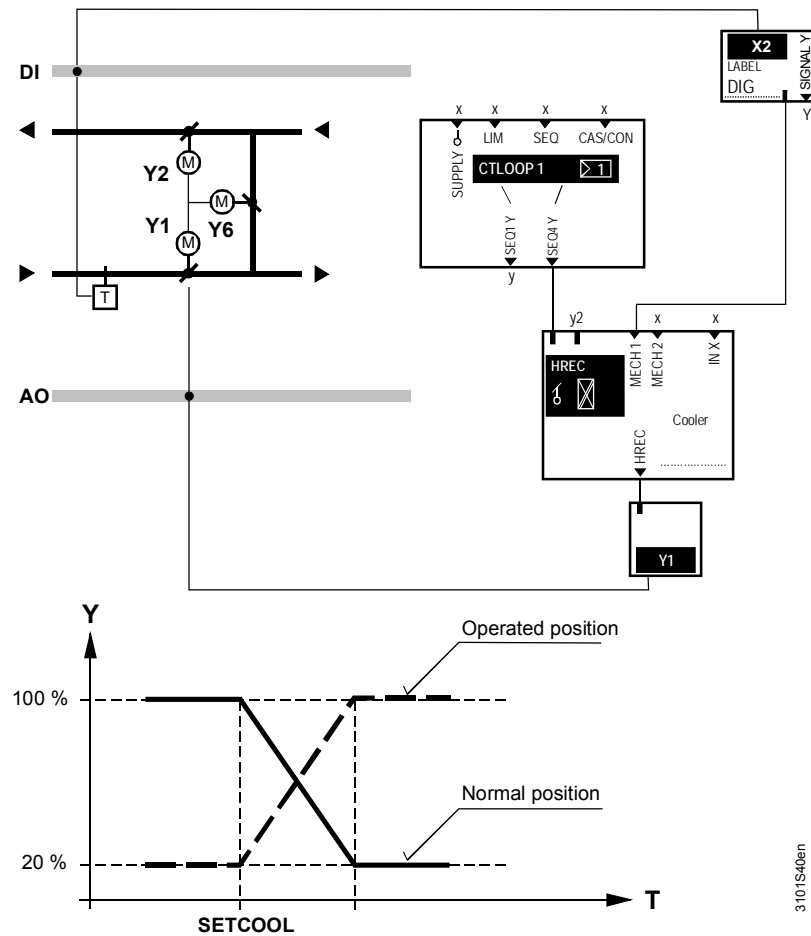 X2
LABEL
DIG
SIGNAL Y
Y
DI
Y2
M
M
Y1
Y6
M
T
x x x x
SUPPLY
LIM SEQ CAS/CON
CTLOOP 1 1
SEQ1 Y
SEQ4 Y
y
y2 x x
HREC
MECH 1
MECH 2
IN X
Cooler
HREC
AO
Y1
Y
Operated position
100 %
Normal position
20 %
T
SETCOOL
3101S40en